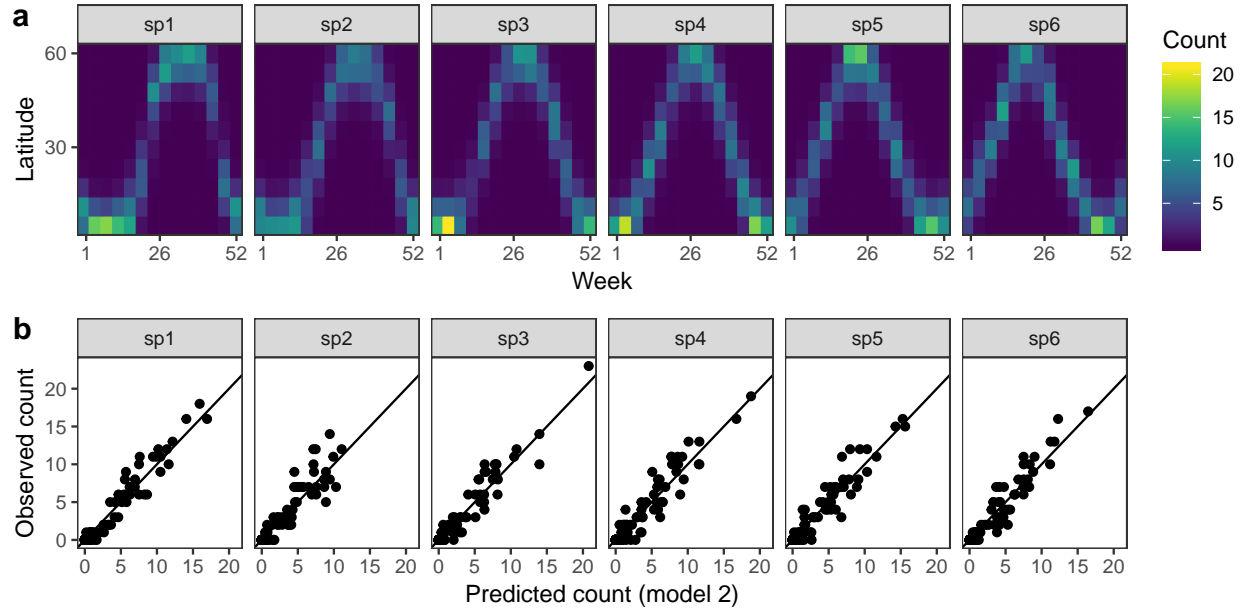 a
sp1 sp2 sp3 sp4 sp5 sp6
Latitude
60
30
1 26 52 1 26 52 1 26 52 1 26 52 1 26 52 1 26 52
Week
Count
20
15
10
5
b
sp1 sp2 sp3 sp4 sp5 sp6
Observed count
20
15
10
5
0
0 5 10 15 20 0 5 10 15 20 0 5 10 15 20 0 5 10 15 20 0 5 10 15 20 0 5 10 15 20
Predicted count (model 2)